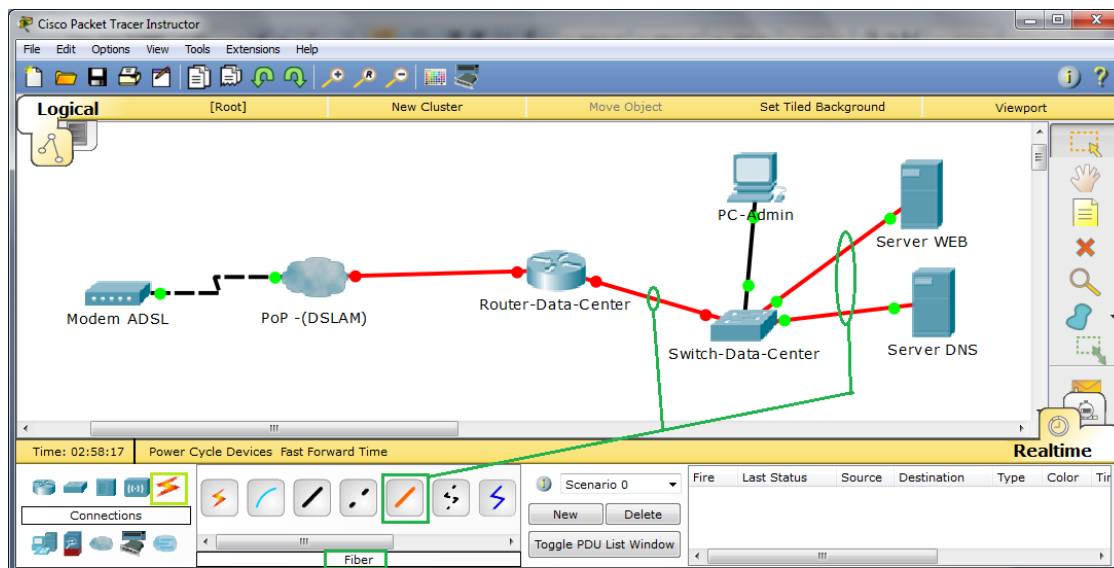 Cisco Packet Tracer Instructor
File Edit Options View Tools Extensions Help
Logical [Root] New Cluster Move Object Set Tiled Background Viewport
PC-Admin
Server WEB
Modem ADSL
PoP -(DSLAM)
Router-Data-Center
Switch-Data-Center
Server DNS
Time: 02:58:17 Power Cycle Devices Fast Forward Time Realtime
Connections
Fiber
Scenario 0
New Delete
Toggle PDU List Window
Fire Last Status Source Destination Type Color Tir